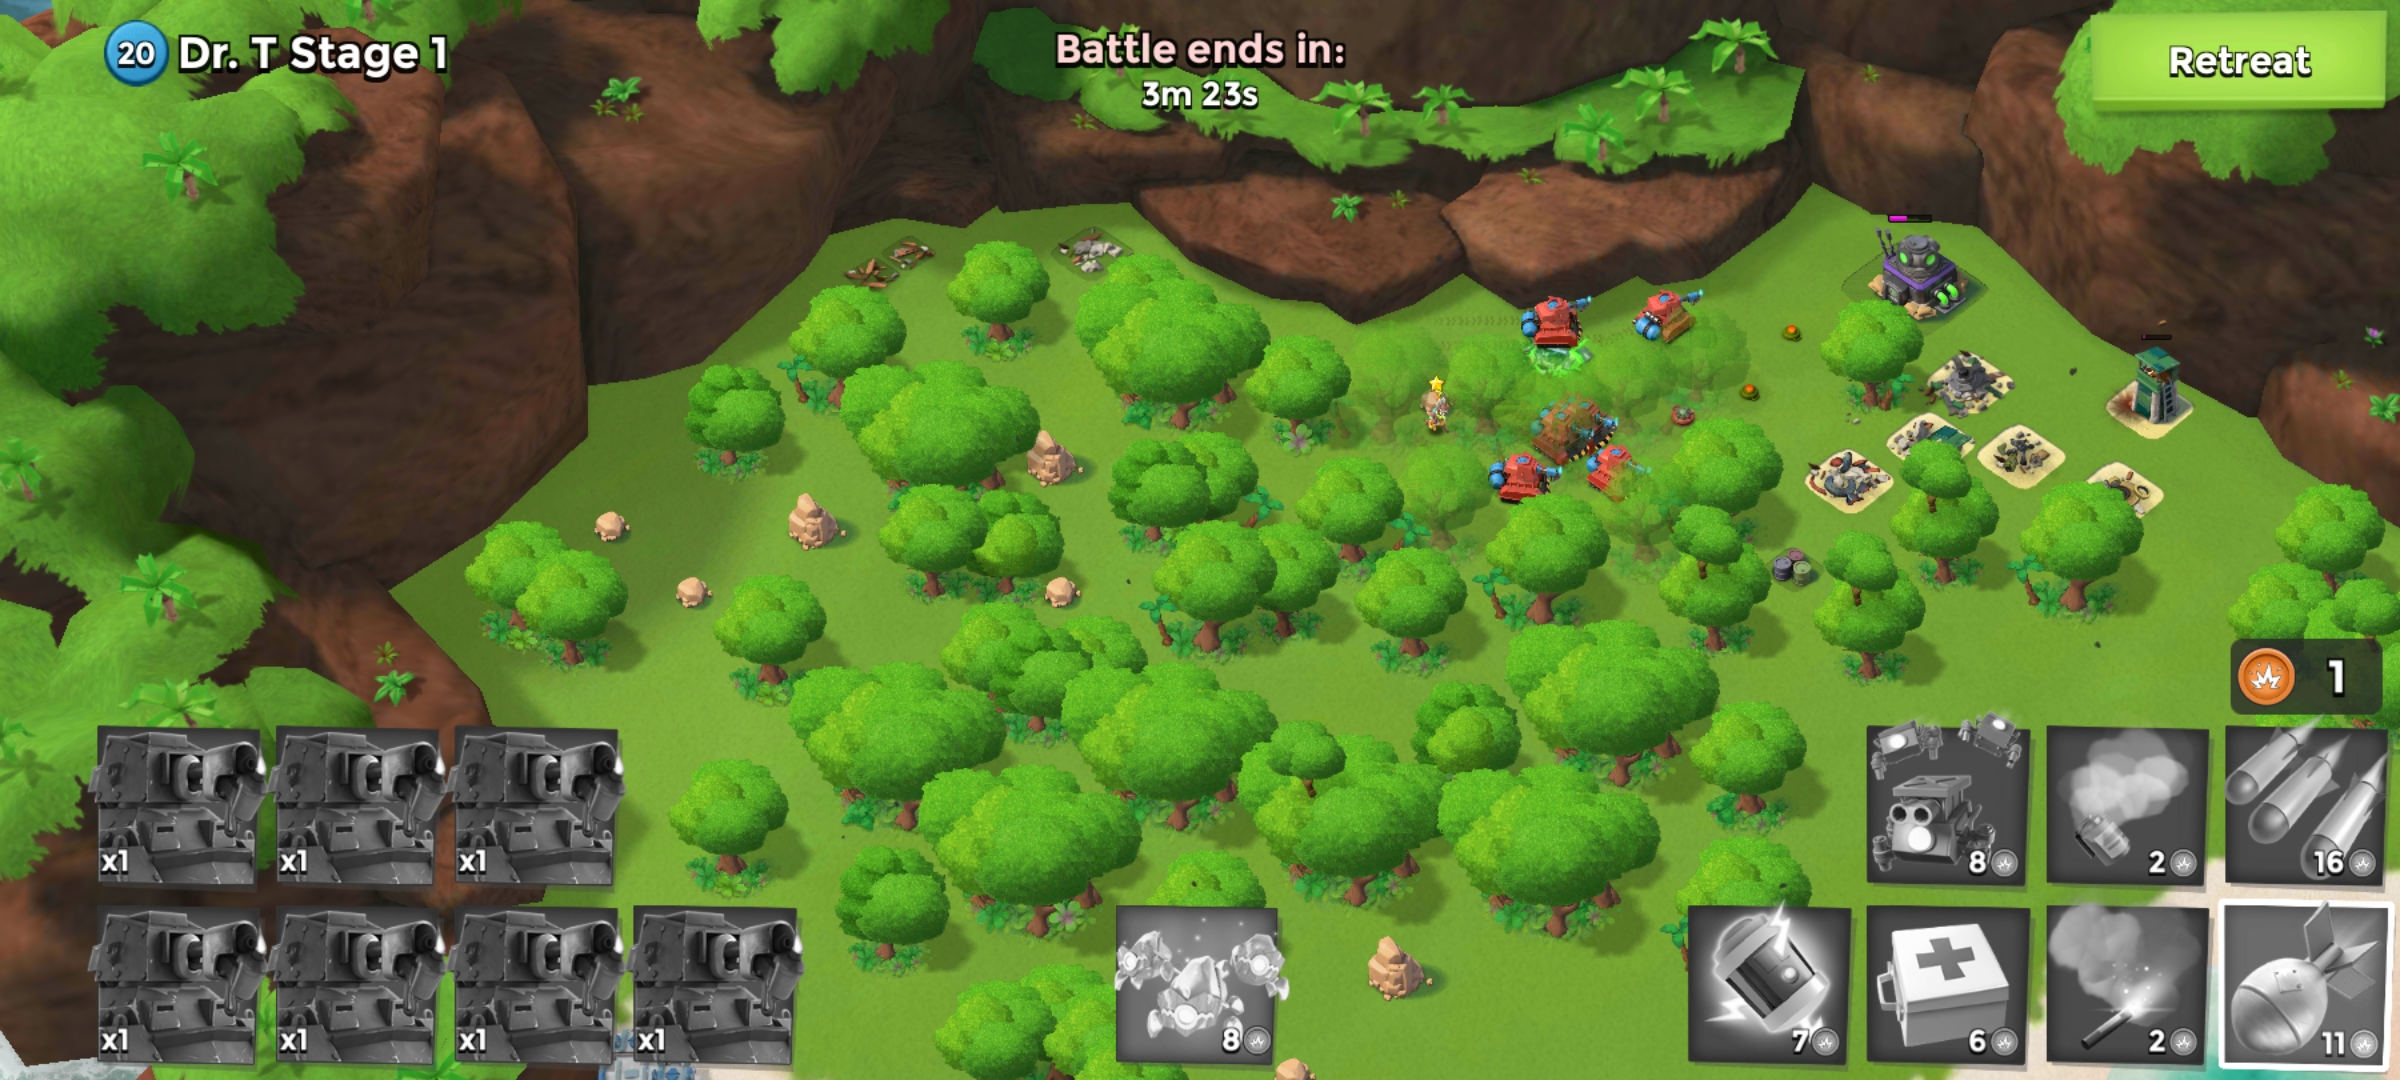 20 Dr. T Stage 1
Battle ends in:
3m 23s
Retreat
1
x1 x1 x1
8 2 16
x1 x1 x1 x1
8
7 6 2 11